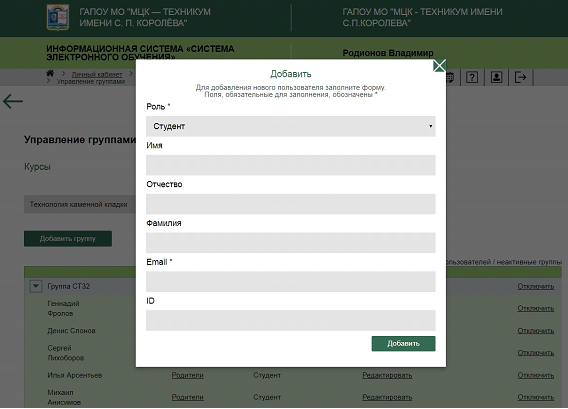 ГАПОУ МО "МЦК — ТЕХНИКУМ
ИМЕНИ С. П. КОРОЛЁВА"
ГАПОУ МО "МЦК - ТЕХНИКУМ ИМЕНИ
С.П.КОРОЛЕВА"
ИНФОРМАЦИОННАЯ СИСТЕМА «СИСТЕМА
ЭЛЕКТРОННОГО ОБУЧЕНИЯ»
Родионов Владимир
Личный кабинет
Управление группами
Управление группами
Курсы
Технология каменной кладки
Добавить группу
пользователей / неактивные группы
Группа СТ32
Отключить
Геннадий
Фролов
Отключить
Денис Слонов
Отключить
Сергей
Лихоборов
Отключить
Илья Арсентьев
Родители
Студент
Редактировать
Отключить
Михаил
Анисимов
Родители
Студент
Редактировать
Отключить
Добавить
Для добавления нового пользователя заполните форму.
Поля, обязательные для заполнения, обозначены *
Роль *
Студент
Имя
Отчество
Фамилия
Email *
ID
Добавить